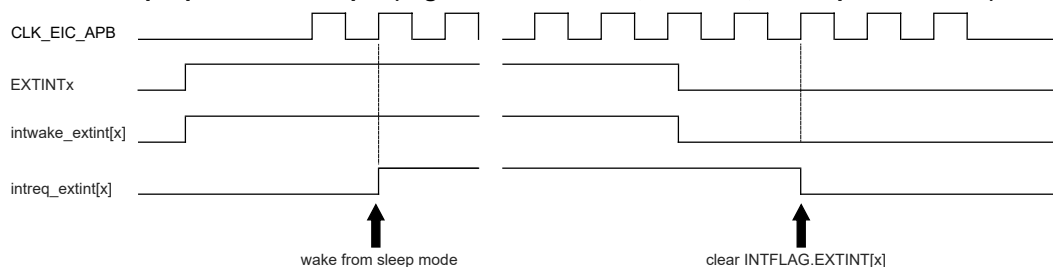 CLK_EIC_APB
EXTINTx
intwake_extint[x]
intreq_extint[x]
wake from sleep mode
clear INTFLAG.EXTINT[x]